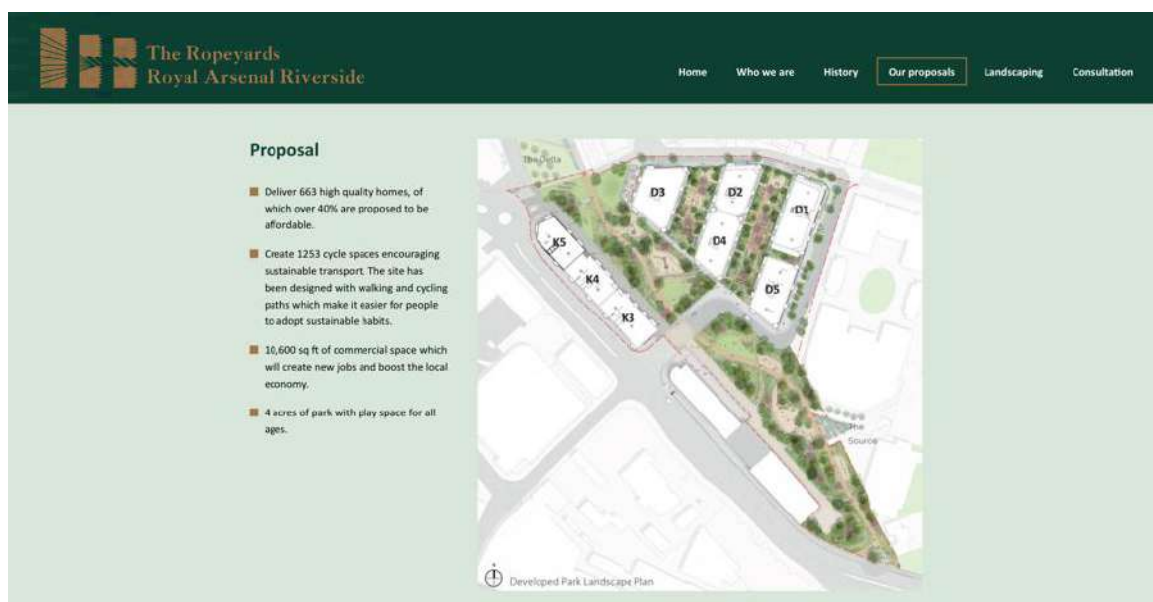 The Ropeyards
Royal Arsenal Riverside
Home
Who we are
History
Our proposals
Landscaping
Consultation
Proposal
Deliver 663 high quality homes, of
which over 40% are proposed to be
affordable.
Create 1253 cycle spaces encouraging
sustainable transport. The site has
been designed with walking and cycling
paths which make it easier for people
to adopt sustainable habits.
10,600 sq ft of commercial space which
will create new jobs and boost the local
economy.
4 acres of park with play space for all
ages.
The Della
D3
D2
D1
D4
D5
K5
K4
K3
The
Source
Developed Park Landscape Plan